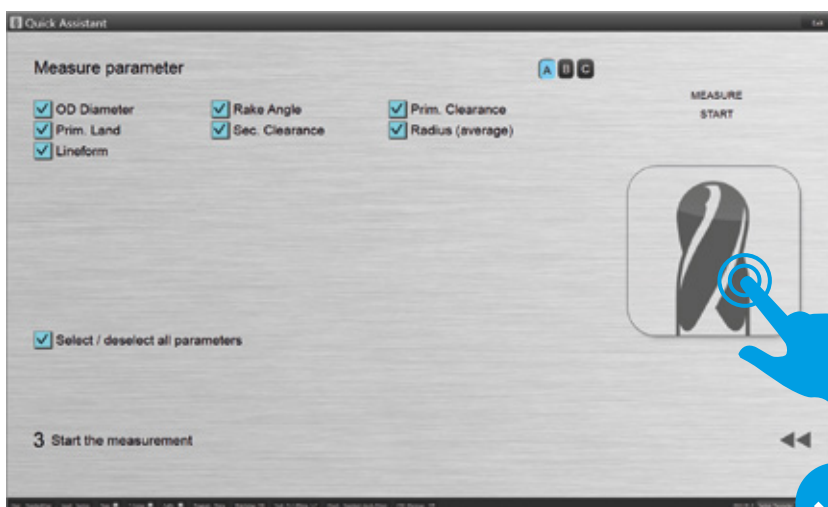 Quick Assistant
Exit
Measure parameter
A B C
MEASURE
START
OD Diameter Rake Angle Prim. Clearance
Prim. Land Sec. Clearance Radius (average)
Lineform
Select / deselect all parameters
3 Start the measurement